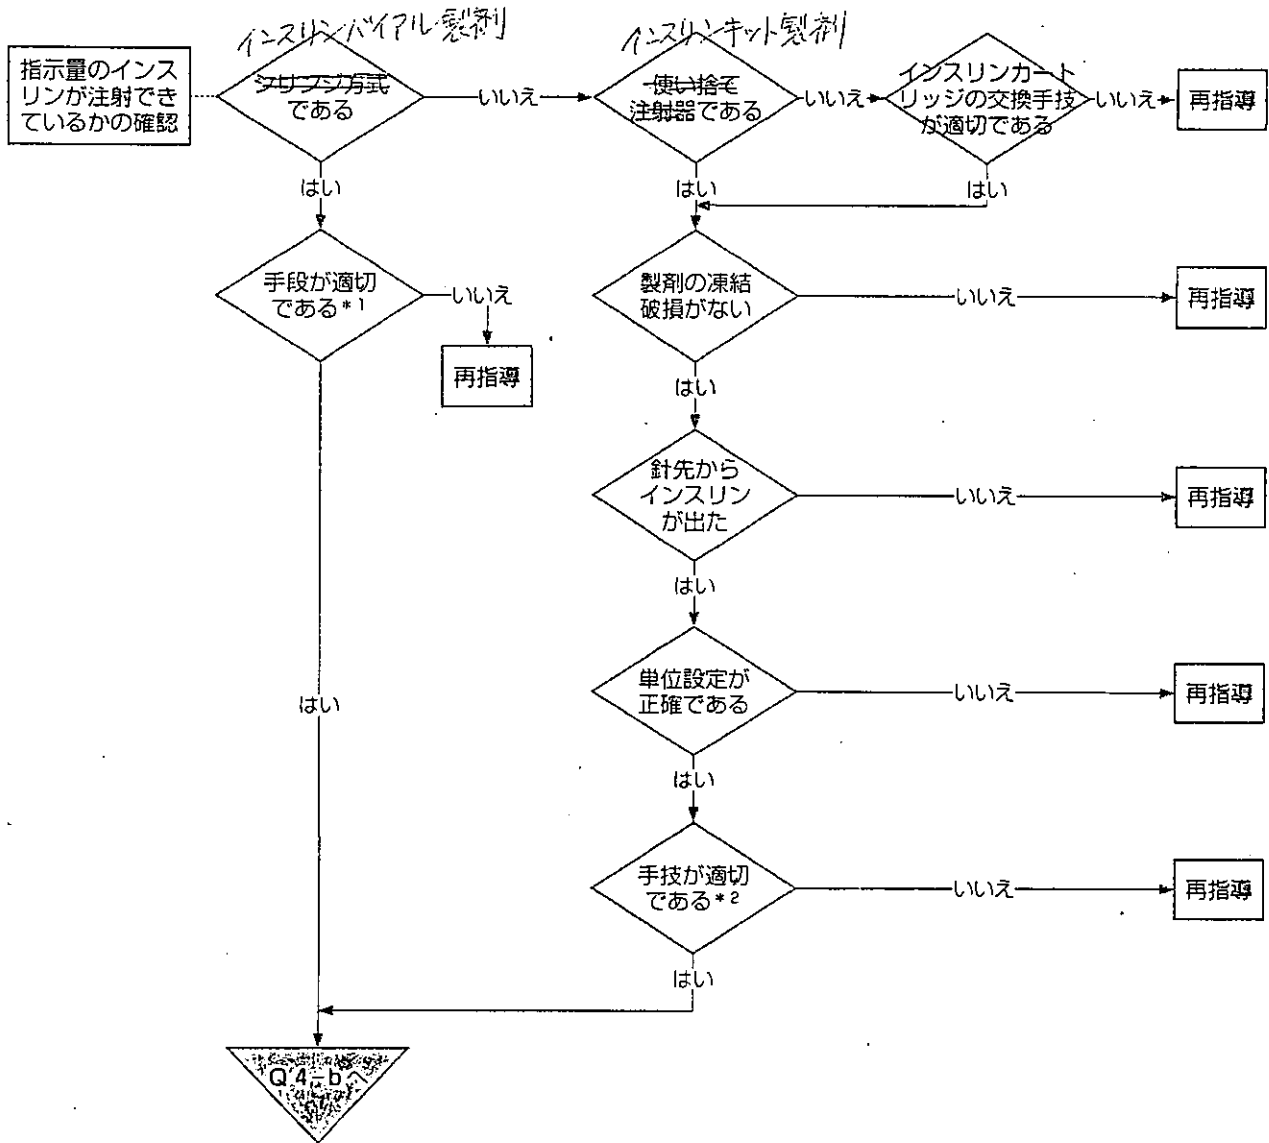 インスリンバイアル製剤
インスリンキット製剤
指示量のインス
リンが注射でき
ているかの確認
シリンジ方式
である
いいえ
使い捨て
注射器である
いいえ
インスリンカート
リッジの交換手技
が適切である
いいえ
再指導
はい
はい
はい
手段が適切
である*1
いいえ
再指導
製剤の凍結
破損がない
いいえ
再指導
はい
針先から
インスリン
が出た
いいえ
再指導
はい
単位設定が
正確である
いいえ
再指導
はい
はい
手技が適切
である*2
いいえ
再指導
はい
Q4-bへ